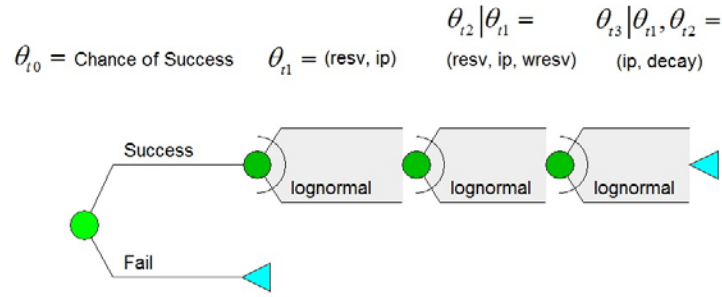 θt0 = Chance of Success
θt1 = (resv, ip)
θt2|θt1 =
(resv, ip, wresv)
θt3|θt1, θt2 =
(ip, decay)
Success
lognormal
lognormal
lognormal
Fail